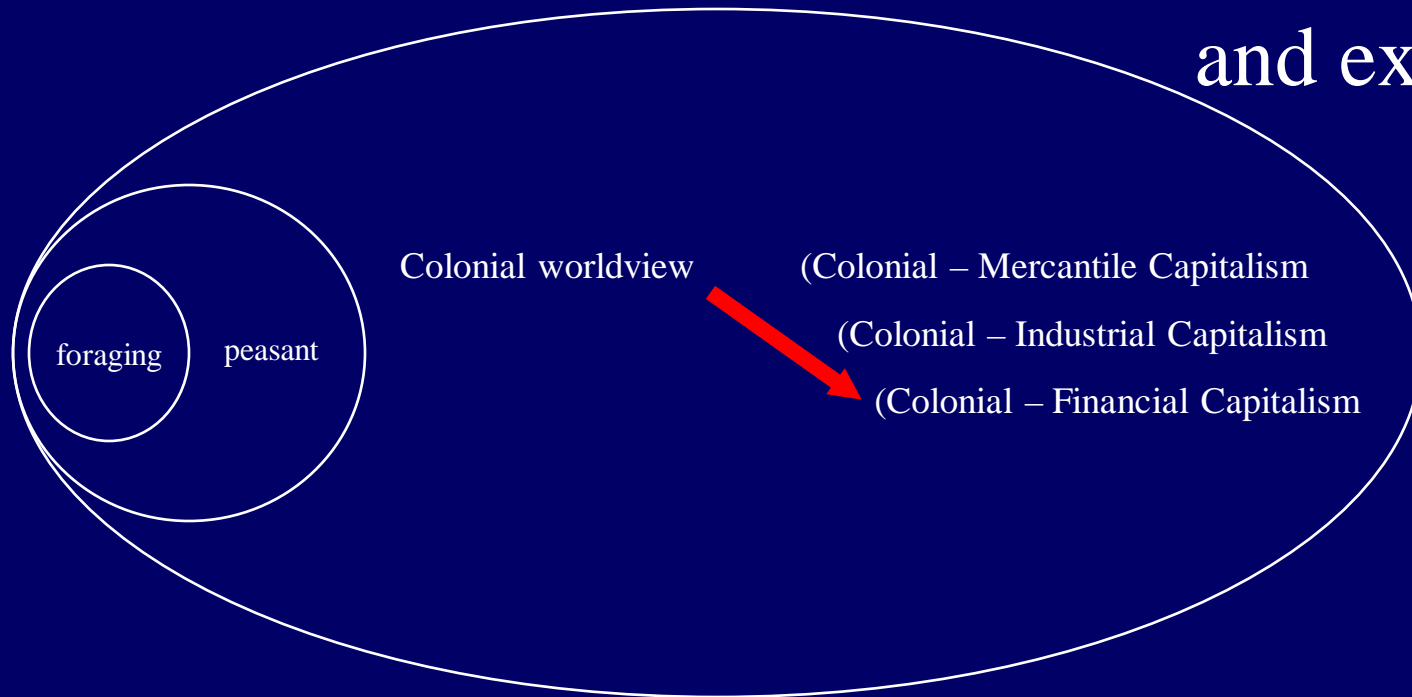 and ex
Colonial worldview
(Colonial – Mercantile Capitalism
(Colonial – Industrial Capitalism
foraging
peasant
(Colonial – Financial Capitalism